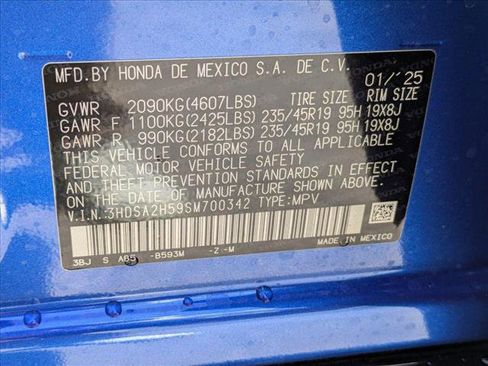 MFD. BY HONDA DE MEXICO S.A. DE C.V.
01/'25
GVWR 2090KG(4607LBS) TIRE SIZE RIM SIZE
GAWR F 1100KG(2425LBS) 235/45R19 95H 19X8J
GAWR R 990KG(2182LBS) 235/45R19 95H 19X8J
THIS VEHICLE CONFORMS TO ALL APPLICABLE
FEDERAL MOTOR VEHICLE SAFETY
AND THEFT PREVENTION STANDARDS IN EFFECT
ON THE DATE OF MANUFACTURE SHOWN ABOVE.
V.I.N.:3HDSA2H59SM700342 TYPE:MPV
3BJ S A65 -B593M -Z -M
MADE IN MEXICO